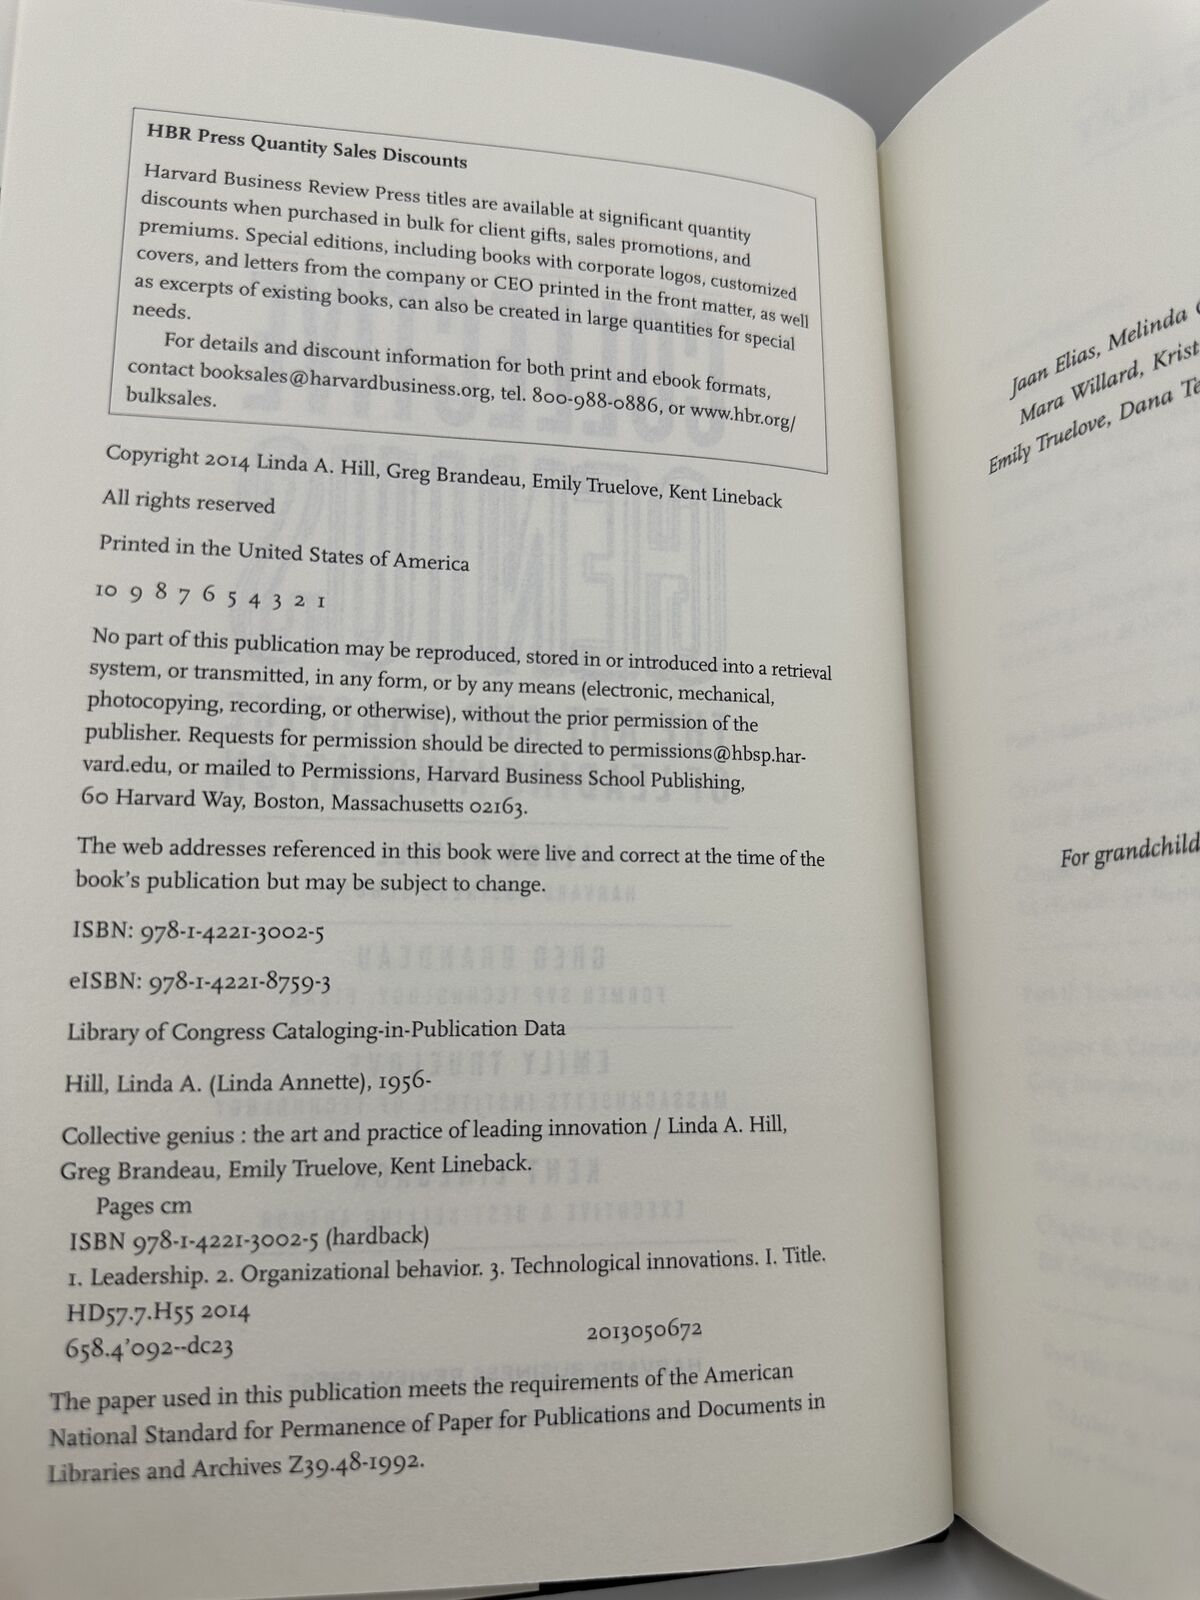 HBR Press Quantity Sales Discounts
Harvard Business Review Press titles are available at significant quantity
discounts when purchased in bulk for client gifts, sales promotions, and
premiums. Special editions, including books with corporate logos, customized
covers, and letters from the company or CEO printed in the front matter, as well
as excerpts of existing books, can also be created in large quantities for special
needs.
For details and discount information for both print and ebook formats,
contact booksales@harvardbusiness.org, tel. 800-988-0886, or www.hbr.org/
bulksales.
Copyright 2014 Linda A. Hill, Greg Brandeau, Emily Truelove, Kent Lineback
All rights reserved
Printed in the United States of America
10 9 8 7 6 5 4 3 2 1
No part of this publication may be reproduced, stored in or introduced into a retrieval
system, or transmitted, in any form, or by any means (electronic, mechanical,
photocopying, recording, or otherwise), without the prior permission of the
publisher. Requests for permission should be directed to permissions@hbsp.har-
vard.edu, or mailed to Permissions, Harvard Business School Publishing,
60 Harvard Way, Boston, Massachusetts 02163.
The web addresses referenced in this book were live and correct at the time of the
book's publication but may be subject to change.
ISBN: 978-1-4221-3002-5
eISBN: 978-1-4221-8759-3
Library of Congress Cataloging-in-Publication Data
Hill, Linda A. (Linda Annette), 1956-
Collective genius : the art and practice of leading innovation / Linda A. Hill,
Greg Brandeau, Emily Truelove, Kent Lineback.
Pages cm
ISBN 978-1-4221-3002-5 (hardback)
1. Leadership. 2. Organizational behavior. 3. Technological innovations. I. Title.
HD57.7.H55 2014
658.4'092--dc23 2013050672
The paper used in this publication meets the requirements of the American
National Standard for Permanence of Paper for Publications and Documents in
Libraries and Archives Z39.48-1992.
Jaan Elias, Melinda
Mara Willard, Krist
Emily Truelove, Dana Te
For grandchild